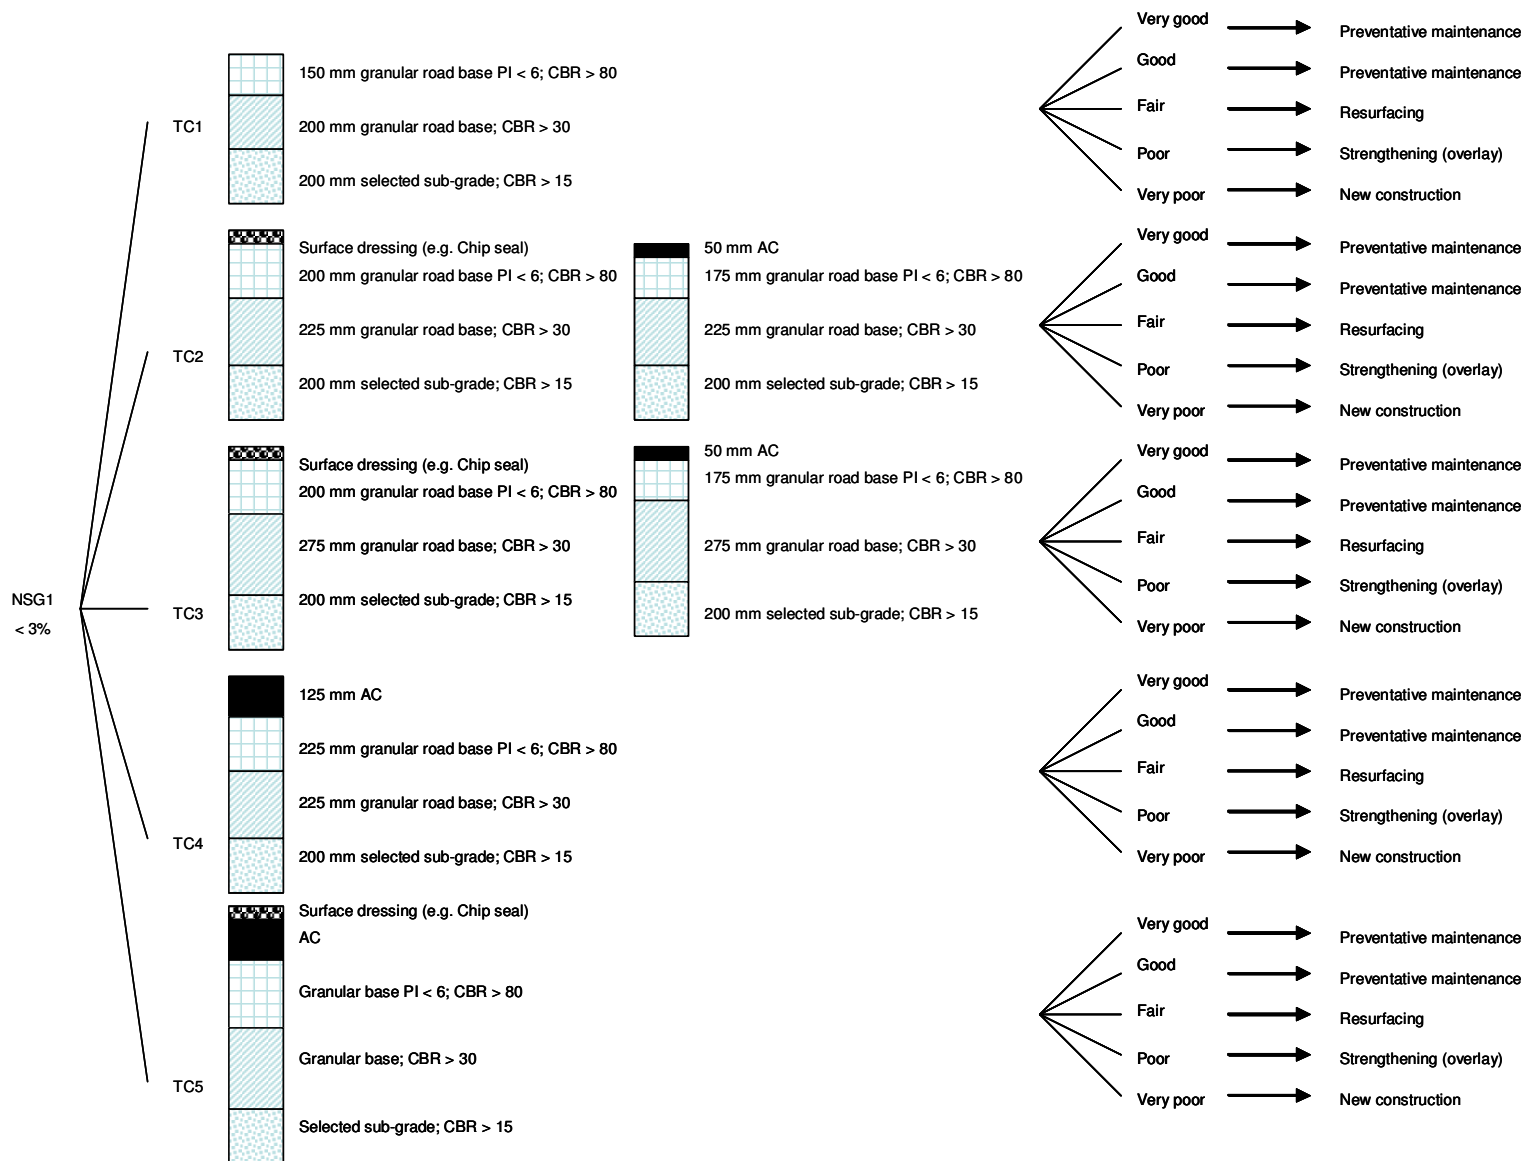 NSG1
< 3%
TC1
150 mm granular road base PI < 6; CBR > 80
200 mm granular road base; CBR > 30
200 mm selected sub-grade; CBR > 15
Very good
Preventative maintenance
Good
Preventative maintenance
Fair
Resurfacing
Poor
Strengthening (overlay)
Very poor
New construction
TC2
Surface dressing (e.g. Chip seal)
200 mm granular road base PI < 6; CBR > 80
225 mm granular road base; CBR > 30
200 mm selected sub-grade; CBR > 15
50 mm AC
175 mm granular road base PI < 6; CBR > 80
225 mm granular road base; CBR > 30
200 mm selected sub-grade; CBR > 15
Very good
Preventative maintenance
Good
Preventative maintenance
Fair
Resurfacing
Poor
Strengthening (overlay)
Very poor
New construction
TC3
Surface dressing (e.g. Chip seal)
200 mm granular road base PI < 6; CBR > 80
275 mm granular road base; CBR > 30
200 mm selected sub-grade; CBR > 15
50 mm AC
175 mm granular road base PI < 6; CBR > 80
275 mm granular road base; CBR > 30
200 mm selected sub-grade; CBR > 15
Very good
Preventative maintenance
Good
Preventative maintenance
Fair
Resurfacing
Poor
Strengthening (overlay)
Very poor
New construction
TC4
125 mm AC
225 mm granular road base PI < 6; CBR > 80
225 mm granular road base; CBR > 30
200 mm selected sub-grade; CBR > 15
Very good
Preventative maintenance
Good
Preventative maintenance
Fair
Resurfacing
Poor
Strengthening (overlay)
Very poor
New construction
TC5
Surface dressing (e.g. Chip seal)
AC
Granular base PI < 6; CBR > 80
Granular base; CBR > 30
Selected sub-grade; CBR > 15
Very good
Preventative maintenance
Good
Preventative maintenance
Fair
Resurfacing
Poor
Strengthening (overlay)
Very poor
New construction